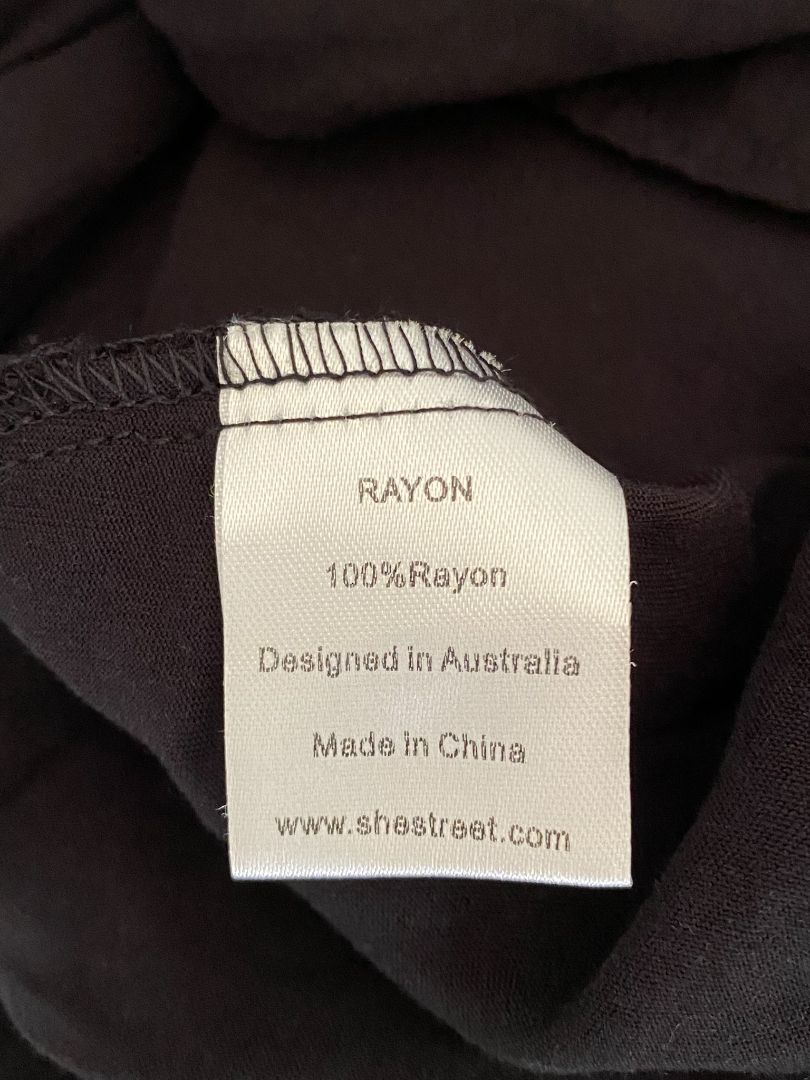 RAYON
100%Rayon
Designed in Australia
Made in China
www.shestreet.com